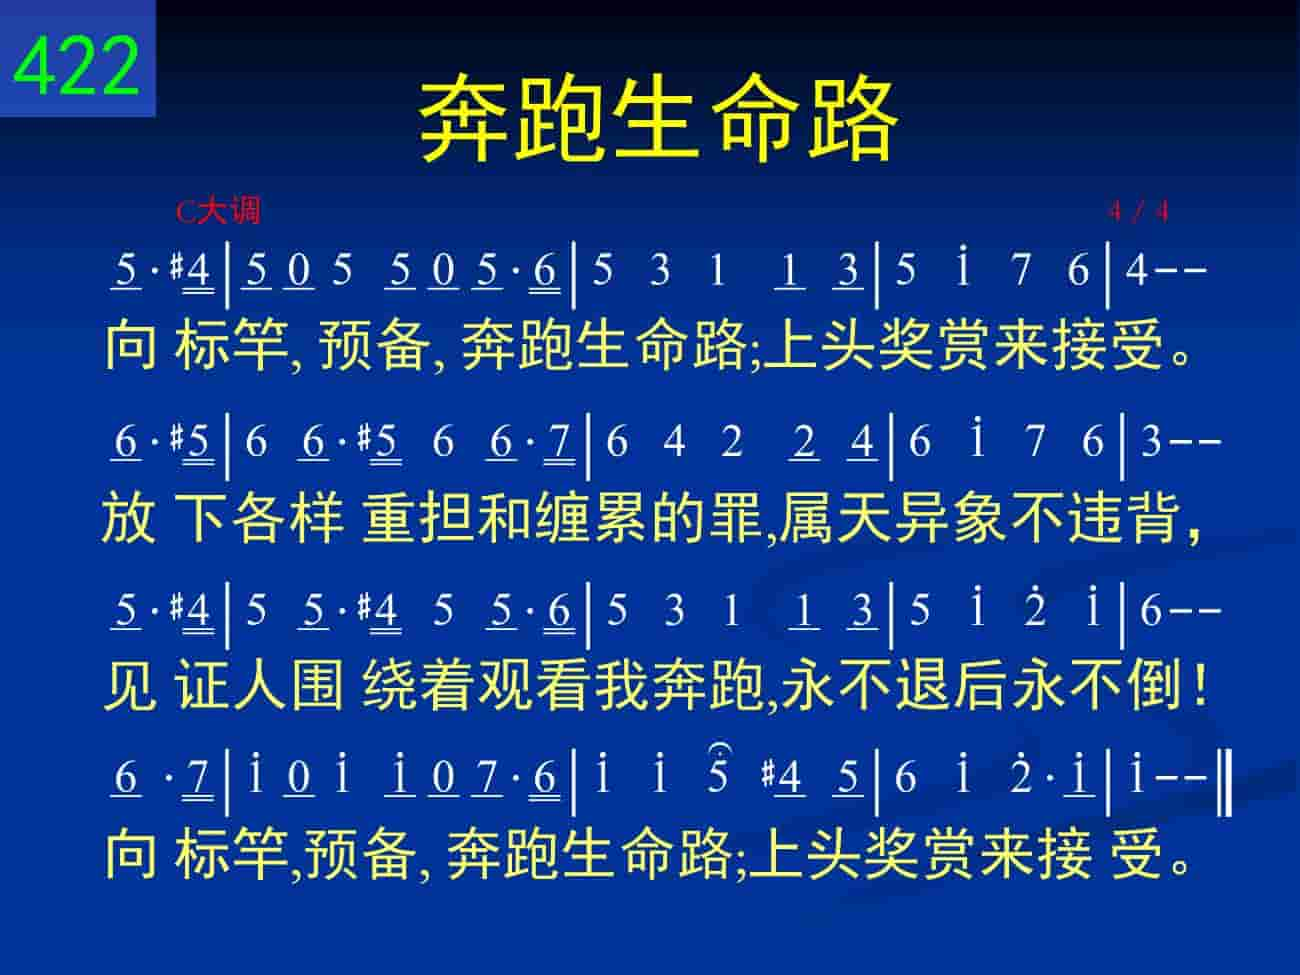 422
奔跑生命路
C大调 4 / 4
5· #4 | 5 0 5 5 0 5· 6 | 5 3 1 1 3 | 5 i 7 6 | 4--
向 标竿, 预备, 奔跑生命路;上头奖赏来接受。
6· #5 | 6 6· #5 6 6· 7 | 6 4 2 2 4 | 6 i 7 6 | 3--
放 下各样 重担和缠累的罪,属天异象不违背,
5· #4 | 5 5· #4 5 5· 6 | 5 3 1 1 3 | 5 i 2̇ i | 6--
见 证人围 绕着观看我奔跑,永不退后永不倒!
6 · 7 | i 0 i i 0 7· 6 | i i 5 #4 5 | 6 i 2̇· i | i--‖
向 标竿,预备, 奔跑生命路;上头奖赏来接 受。